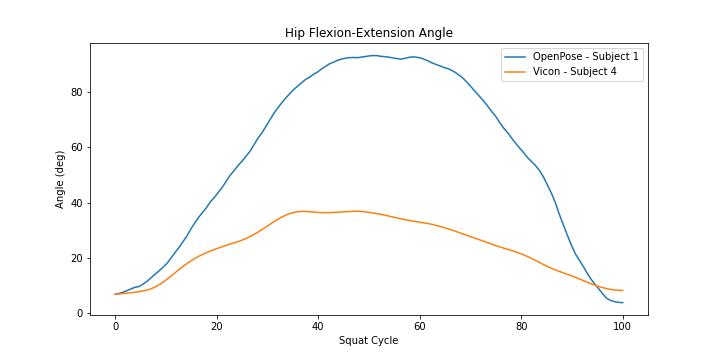 Hip Flexion-Extension Angle
OpenPose - Subject 1
Vicon - Subject 4
Angle (deg)
80
60
40
20
0
0 20 40 60 80 100
Squat Cycle